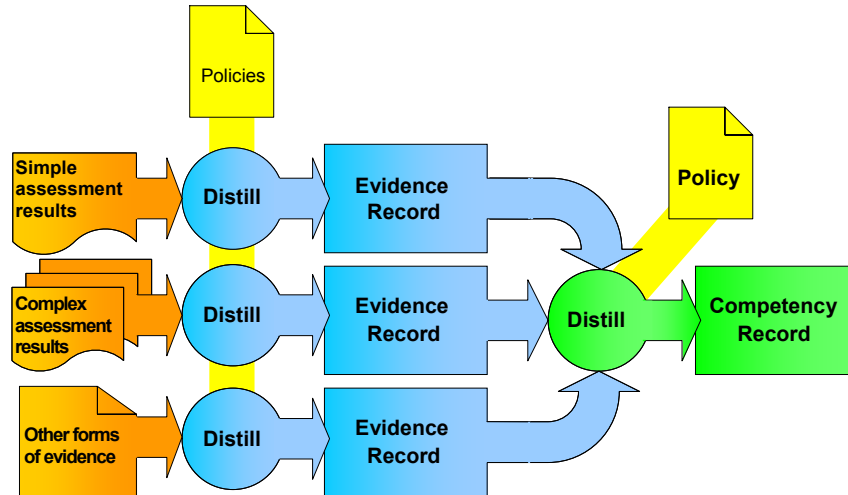 Policies
Simple
assessment
results
Distill
Evidence
Record
Policy
Complex
assessment
results
Distill
Evidence
Record
Distill
Competency
Record
Other forms
of evidence
Distill
Evidence
Record